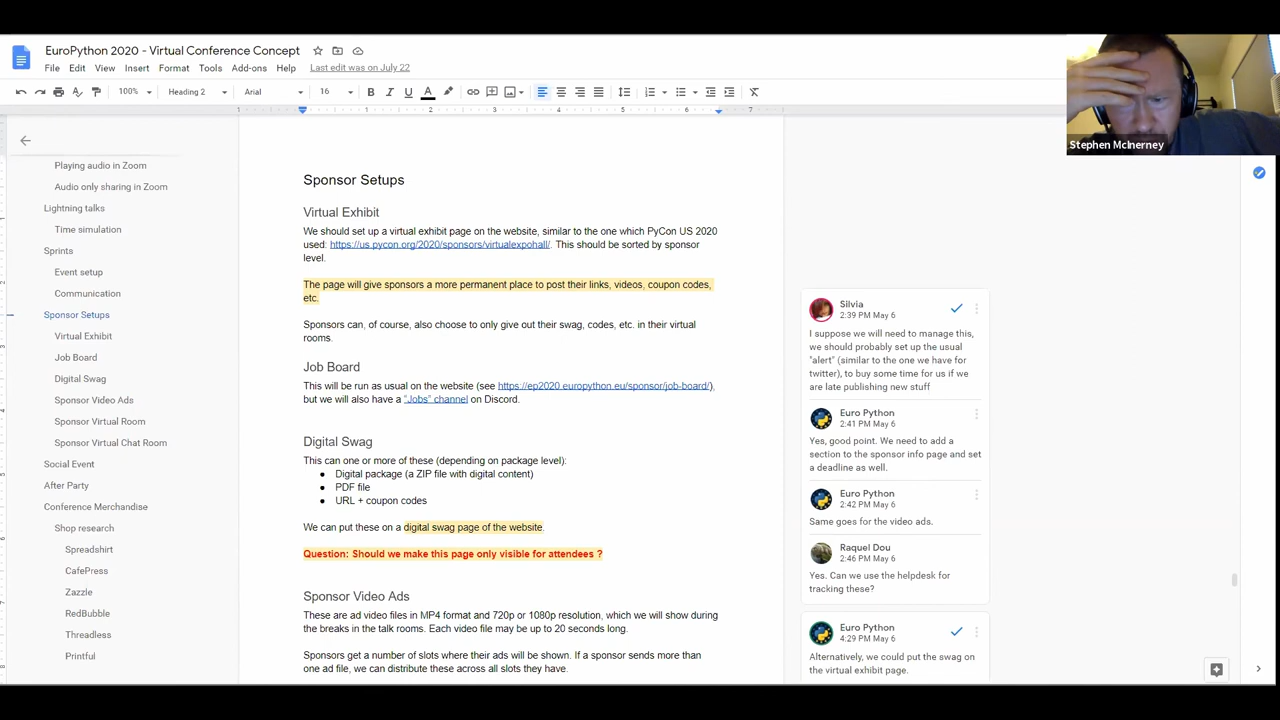 EuroPython 2020 - Virtual Conference Concept
File Edit View Insert Format Tools Add-ons Help Last edit was on July 22
100% Heading 2 Arial 16 B I U A
1 1 2 3 4 5 6 7
Stephen McInerney
Playing audio in Zoom
Audio only sharing in Zoom
Lightning talks
Time simulation
Sprints
Event setup
Communication
Sponsor Setups
Virtual Exhibit
Job Board
Digital Swag
Sponsor Video Ads
Sponsor Virtual Room
Sponsor Virtual Chat Room
Social Event
After Party
Conference Merchandise
Shop research
Spreadshirt
CafePress
Zazzle
RedBubble
Threadless
Printful
Sponsor Setups
Virtual Exhibit
We should set up a virtual exhibit page on the website, similar to the one which PyCon US 2020
used: https://us.pycon.org/2020/sponsors/virtualexpohall/. This should be sorted by sponsor
level.
The page will give sponsors a more permanent place to post their links, videos, coupon codes,
etc.
Sponsors can, of course, also choose to only give out their swag, codes, etc. in their virtual
rooms.
Job Board
This will be run as usual on the website (see https://ep2020.europython.eu/sponsor/job-board/),
but we will also have a "Jobs" channel on Discord.
Digital Swag
This can one or more of these (depending on package level):
● Digital package (a ZIP file with digital content)
● PDF file
● URL + coupon codes
We can put these on a digital swag page of the website.
Question: Should we make this page only visible for attendees ?
Sponsor Video Ads
These are ad video files in MP4 format and 720p or 1080p resolution, which we will show during
the breaks in the talk rooms. Each video file may be up to 20 seconds long.
Sponsors get a number of slots where their ads will be shown. If a sponsor sends more than
one ad file, we can distribute these across all slots they have.
Silvia
2:39 PM May 6
I suppose we will need to manage this,
we should probably set up the usual
"alert" (similar to the one we have for
twitter), to buy some time for us if we
are late publishing new stuff
Euro Python
2:41 PM May 6
Yes, good point. We need to add a
section to the sponsor info page and set
a deadline as well.
Euro Python
2:42 PM May 6
Same goes for the video ads.
Raquel Dou
2:46 PM May 6
Yes. Can we use the helpdesk for
tracking these?
Euro Python
4:29 PM May 6
Alternatively, we could put the swag on
the virtual exhibit page.